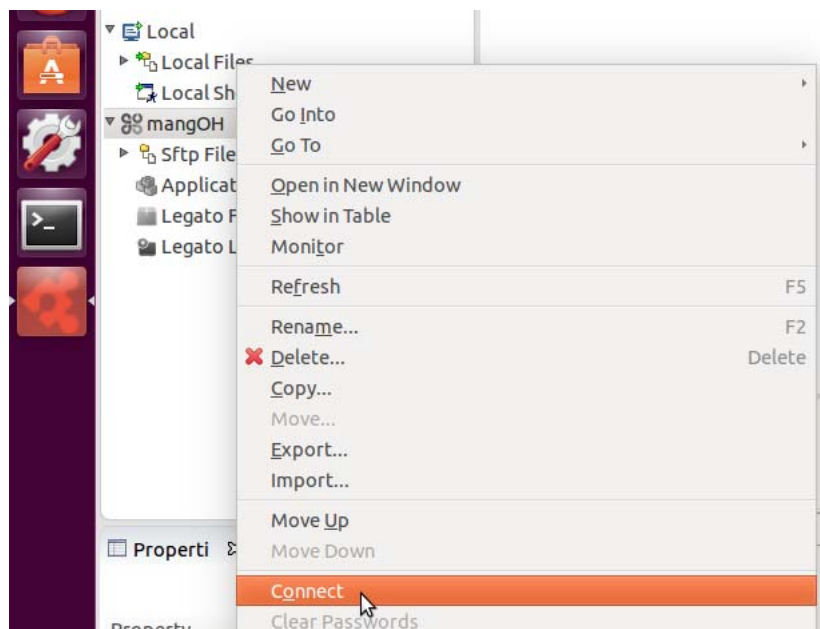 Local
Local Files
Local Sh
mangOH
Sftp File
Applicat
Legato F
Legato L
New
Go Into
Go To
Open in New Window
Show in Table
Monitor
Refresh F5
Rename... F2
Delete... Delete
Copy...
Move...
Export...
Import...
Move Up
Move Down
Connect
Clear Passwords
Properti
Property